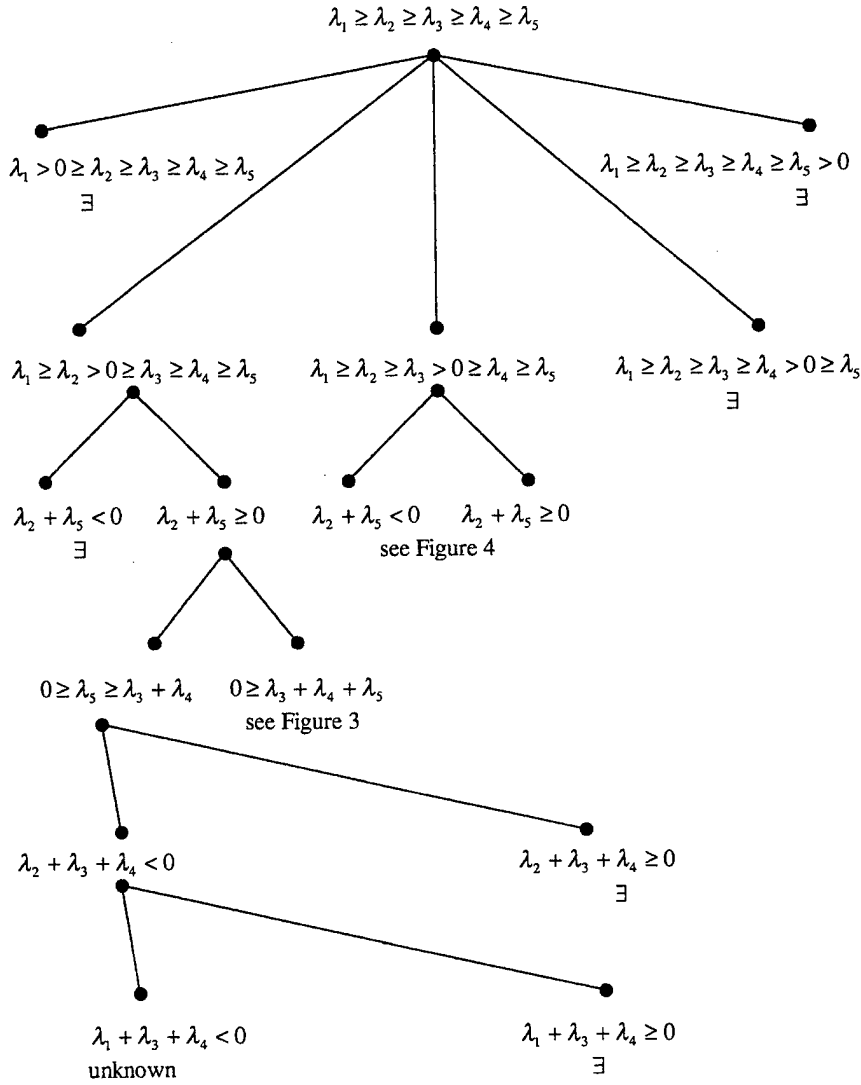 λ₁ ≥ λ₂ ≥ λ₃ ≥ λ₄ ≥ λ₅
λ₁ > 0 ≥ λ₂ ≥ λ₃ ≥ λ₄ ≥ λ₅
∃
λ₁ ≥ λ₂ ≥ λ₃ ≥ λ₄ ≥ λ₅ > 0
∃
λ₁ ≥ λ₂ > 0 ≥ λ₃ ≥ λ₄ ≥ λ₅
λ₁ ≥ λ₂ ≥ λ₃ > 0 ≥ λ₄ ≥ λ₅
λ₁ ≥ λ₂ ≥ λ₃ ≥ λ₄ > 0 ≥ λ₅
∃
λ₂ + λ₅ < 0
∃
λ₂ + λ₅ ≥ 0
λ₂ + λ₅ < 0
λ₂ + λ₅ ≥ 0
see Figure 4
0 ≥ λ₅ ≥ λ₃ + λ₄
0 ≥ λ₃ + λ₄ + λ₅
see Figure 3
λ₂ + λ₃ + λ₄ < 0
λ₂ + λ₃ + λ₄ ≥ 0
∃
λ₁ + λ₃ + λ₄ < 0
unknown
λ₁ + λ₃ + λ₄ ≥ 0
∃